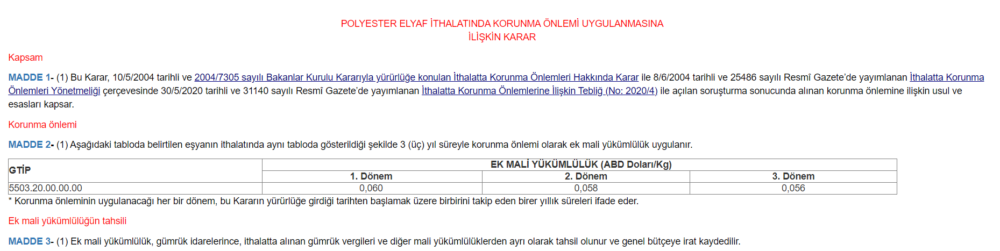 POLYESTER ELYAF İTHALATINDA KORUNMA ÖNLEMİ UYGULANMASINA
İLİŞKİN KARAR
Kapsam
MADDE 1- (1) Bu Karar, 10/5/2004 tarihli ve 2004/7305 sayılı Bakanlar Kurulu Kararıyla yürürlüğe konulan İthalatta Korunma Önlemleri Hakkında Karar ile 8/6/2004 tarihli ve 25486 sayılı Resmî Gazete’de yayımlanan İthalatta Korunma
Önlemleri Yönetmeliği çerçevesinde 30/5/2020 tarihli ve 31140 sayılı Resmî Gazete’de yayımlanan İthalatta Korunma Önlemlerine İlişkin Tebliğ (No: 2020/4) ile açılan soruşturma sonucunda alınan korunma önlemine ilişkin usul ve
esasları kapsar.
Korunma önlemi
MADDE 2- (1) Aşağıdaki tabloda belirtilen eşyanın ithalatında aynı tabloda gösterildiği şekilde 3 (üç) yıl süreyle korunma önlemi olarak ek mali yükümlülük uygulanır.
GTİP
EK MALİ YÜKÜMLÜLÜK (ABD Doları/Kg)
1. Dönem 2. Dönem 3. Dönem
5503.20.00.00.00 0,060 0,058 0,056
* Korunma önleminin uygulanacağı her bir dönem, bu Kararın yürürlüğe girdiği tarihten başlamak üzere birbirini takip eden birer yıllık süreleri ifade eder.
Ek mali yükümlülüğün tahsili
MADDE 3- (1) Ek mali yükümlülük, gümrük idarelerince, ithalatta alınan gümrük vergileri ve diğer mali yükümlülüklerden ayrı olarak tahsil olunur ve genel bütçeye irat kaydedilir.